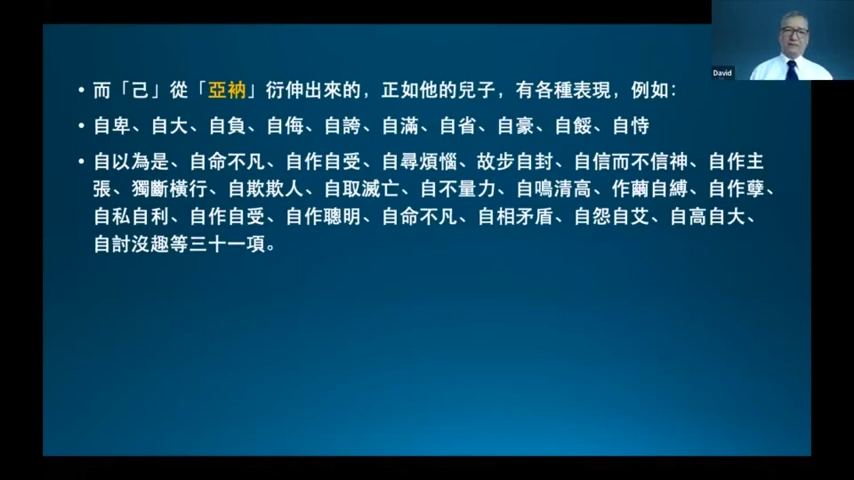 • 而「己」從「亞衲」衍伸出來的，正如他的兒子，有各種表現，例如：
• 自卑、自大、自負、自侮、自誇、自滿、自省、自豪、自餒、自恃
• 自以為是、自命不凡、自作自受、自尋煩惱、故步自封、自信而不信神、自作主
張、獨斷橫行、自欺欺人、自取滅亡、自不量力、自鳴清高、作繭自縛、自作孽、
自私自利、自作自受、自作聰明、自命不凡、自相矛盾、自怨自艾、自高自大、
自討沒趣等三十一項。
David